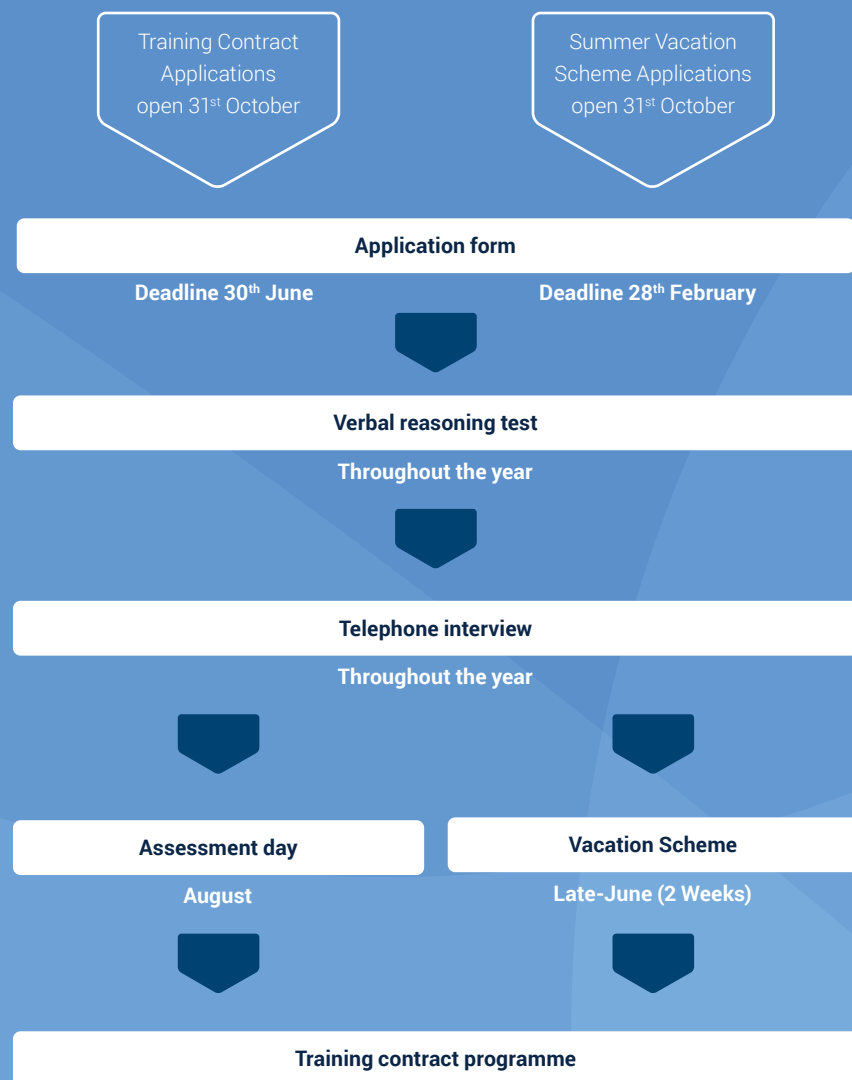 Training Contract
Applications
open 31st October
Summer Vacation
Scheme Applications
open 31st October
Application form
Deadline 30th June
Deadline 28th February
Verbal reasoning test
Throughout the year
Telephone interview
Throughout the year
Assessment day
August
Vacation Scheme
Late-June (2 Weeks)
Training contract programme